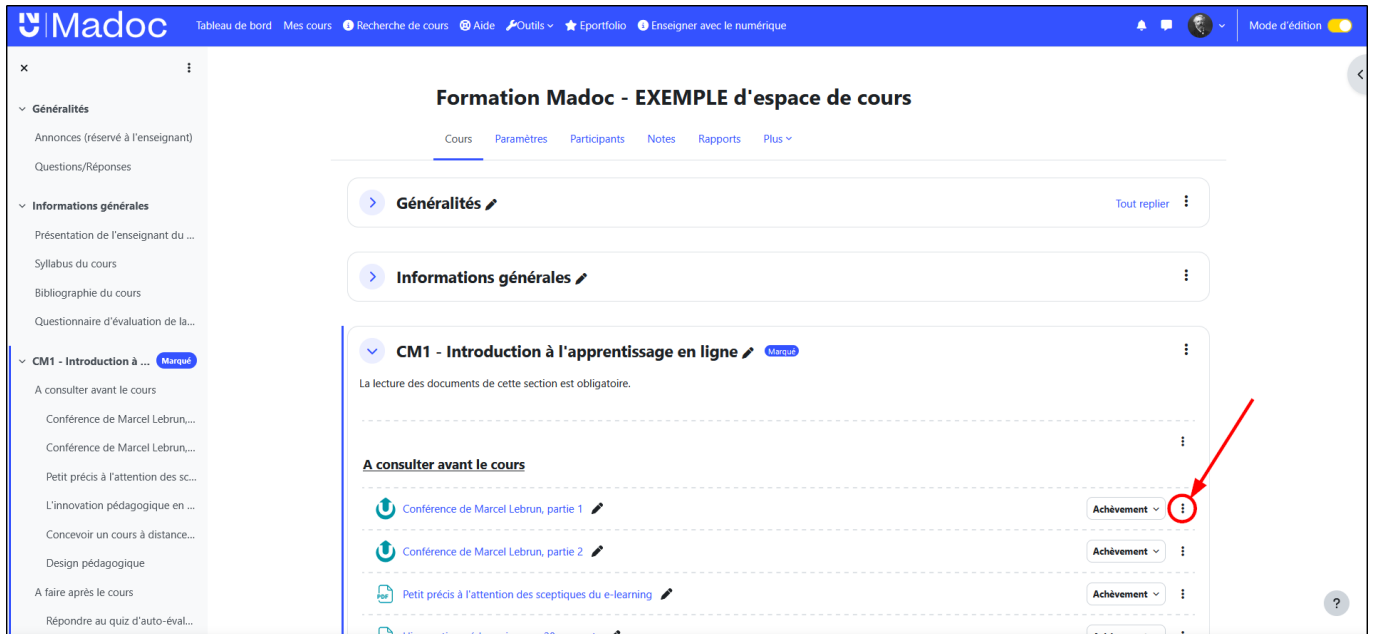 Madoc
Tableau de bord Mes cours Recherche de cours Aide Outils Eportfolio Enseigner avec le numérique
Mode d'édition
Généralités
Annonces (réservé à l'enseignant)
Questions/Réponses
Informations générales
Présentation de l'enseignant du ...
Syllabus du cours
Bibliographie du cours
Questionnaire d'évaluation de la...
CM1 - Introduction à ... Marqué
A consulter avant le cours
Conférence de Marcel Lebrun,...
Conférence de Marcel Lebrun,...
Petit précis à l'attention des sc...
L'innovation pédagogique en ...
Concevoir un cours à distance...
Design pédagogique
A faire après le cours
Répondre au quiz d'auto-éval...
Formation Madoc - EXEMPLE d'espace de cours
Cours Paramètres Participants Notes Rapports Plus
Généralités
Tout replier
Informations générales
CM1 - Introduction à l'apprentissage en ligne Marqué
La lecture des documents de cette section est obligatoire.
A consulter avant le cours
Conférence de Marcel Lebrun, partie 1 Achèvement
Conférence de Marcel Lebrun, partie 2 Achèvement
PDF Petit précis à l'attention des sceptiques du e-learning Achèvement
?